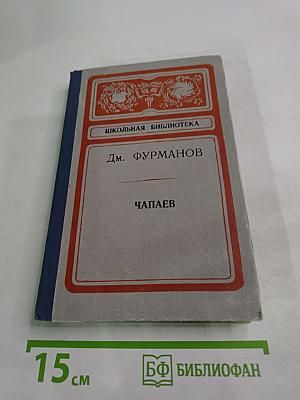 ШКОЛЬНАЯ БИБЛИОТЕКА
Дм. ФУРМАНОВ
ЧАПАЕВ
15 см
БФ БИБЛИОФАН